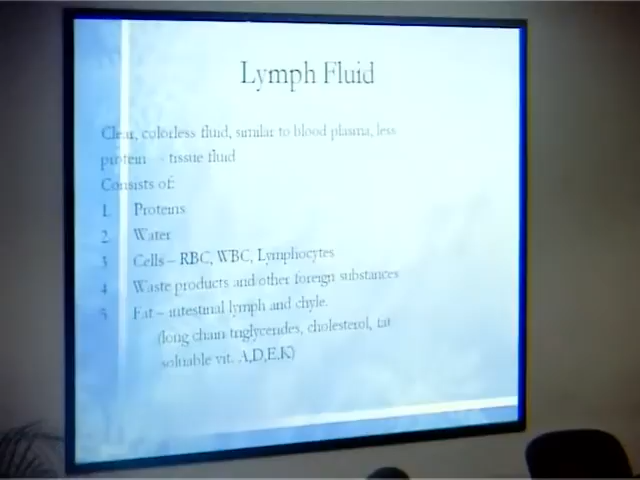 Lymph Fluid
Clear, colorless fluid, similar to blood plasma, less
protein - tissue fluid
Consists of:
1. Proteins
2. Water
3. Cells – RBC, WBC, Lymphocytes
4. Waste products and other foreign substances
5. Fat – intestinal lymph and chyle.
(long chain triglycerides, cholesterol, fat
soluable vit. A,D,E,K)